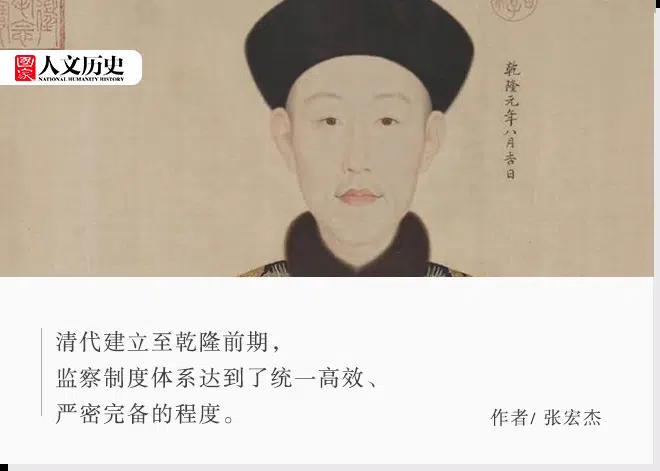 國家
人文历史
NATIONAL HUMANITY HISTORY
乾隆元年八月吉日
清代建立至乾隆前期，
监察制度体系达到了统一高效、
严密完备的程度。
作者/ 张宏杰